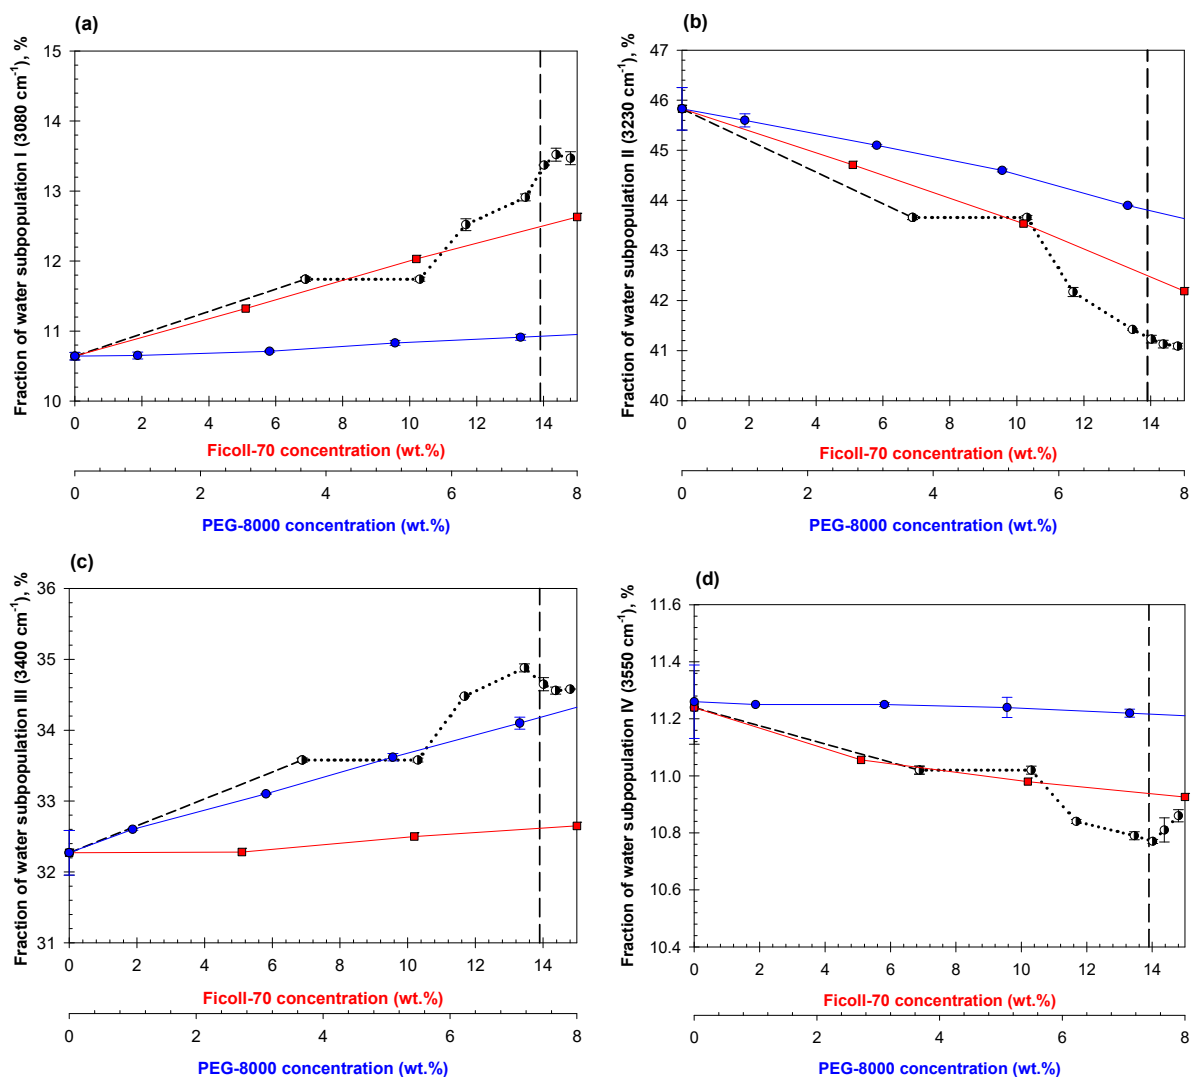 (a)
Fraction of water subpopulation I (3080 cm⁻¹), %
15
14
13
12
11
10
0 2 4 6 8 10 12 14
Ficoll-70 concentration (wt.%)
0 2 4 6 8
PEG-8000 concentration (wt.%)
(b)
Fraction of water subpopulation II (3230 cm⁻¹), %
47
46
45
44
43
42
41
40
0 2 4 6 8 10 12 14
Ficoll-70 concentration (wt.%)
0 2 4 6 8
PEG-8000 concentration (wt.%)
(c)
Fraction of water subpopulation III (3400 cm⁻¹), %
36
35
34
33
32
31
0 2 4 6 8 10 12 14
Ficoll-70 concentration (wt.%)
0 2 4 6 8
PEG-8000 concentration (wt.%)
(d)
Fraction of water subpopulation IV (3550 cm⁻¹), %
11.6
11.4
11.2
11.0
10.8
10.6
10.4
0 2 4 6 8 10 12 14
Ficoll-70 concentration (wt.%)
0 2 4 6 8
PEG-8000 concentration (wt.%)